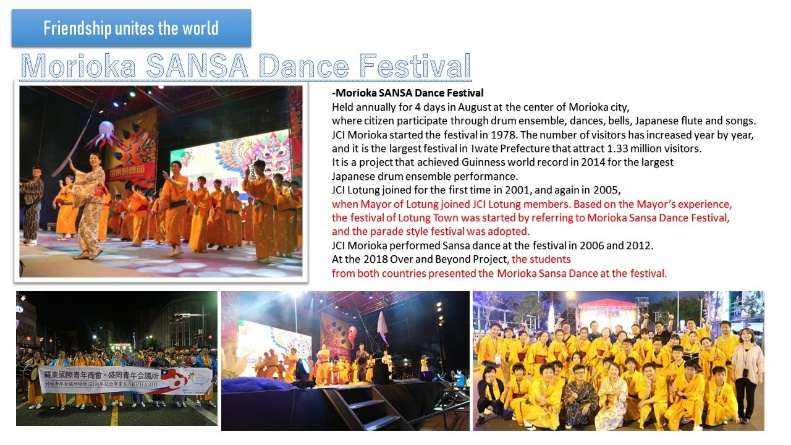 Friendship unites the world
Morioka SANSA Dance Festival
-Morioka SANSA Dance Festival
Held annually for 4 days in August at the center of Morioka city,
where citizen participate through drum ensemble, dances, bells, Japanese flute and songs.
JCI Morioka started the festival in 1978. The number of visitors has increased year by year,
and it is the largest festival in Iwate Prefecture that attract 1.33 million visitors.
It is a project that achieved Guinness world record in 2014 for the largest
Japanese drum ensemble performance.
JCI Lotung joined for the first time in 2001, and again in 2005,
when Mayor of Lotung joined JCI Lotung members. Based on the Mayor's experience,
the festival of Lotung Town was started by referring to Morioka Sansa Dance Festival,
and the parade style festival was adopted.
JCI Morioka performed Sansa dance at the festival in 2006 and 2012.
At the 2018 Over and Beyond Project, the students
from both countries presented the Morioka Sansa Dance at the festival.
羅東國際青年商會×盛岡青年会議所